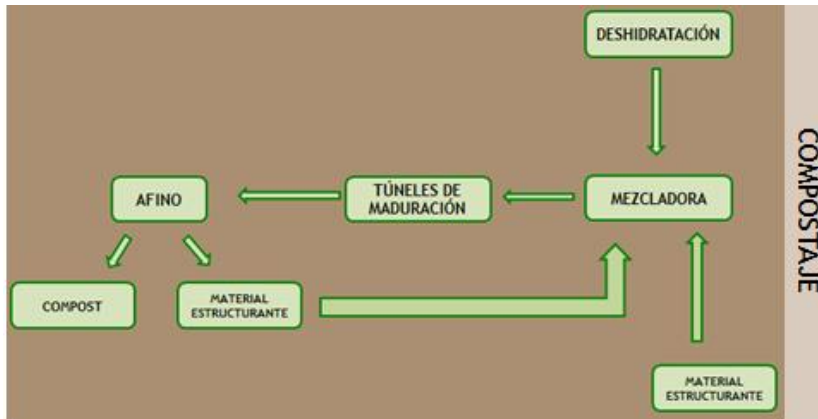 DESHIDRATACIÓN
AFINO
TÚNELES DE
MADURACIÓN
MEZCLADORA
COMPOST
MATERIAL
ESTRUCTURANTE
MATERIAL
ESTRUCTURANTE
COMPOSTAJE